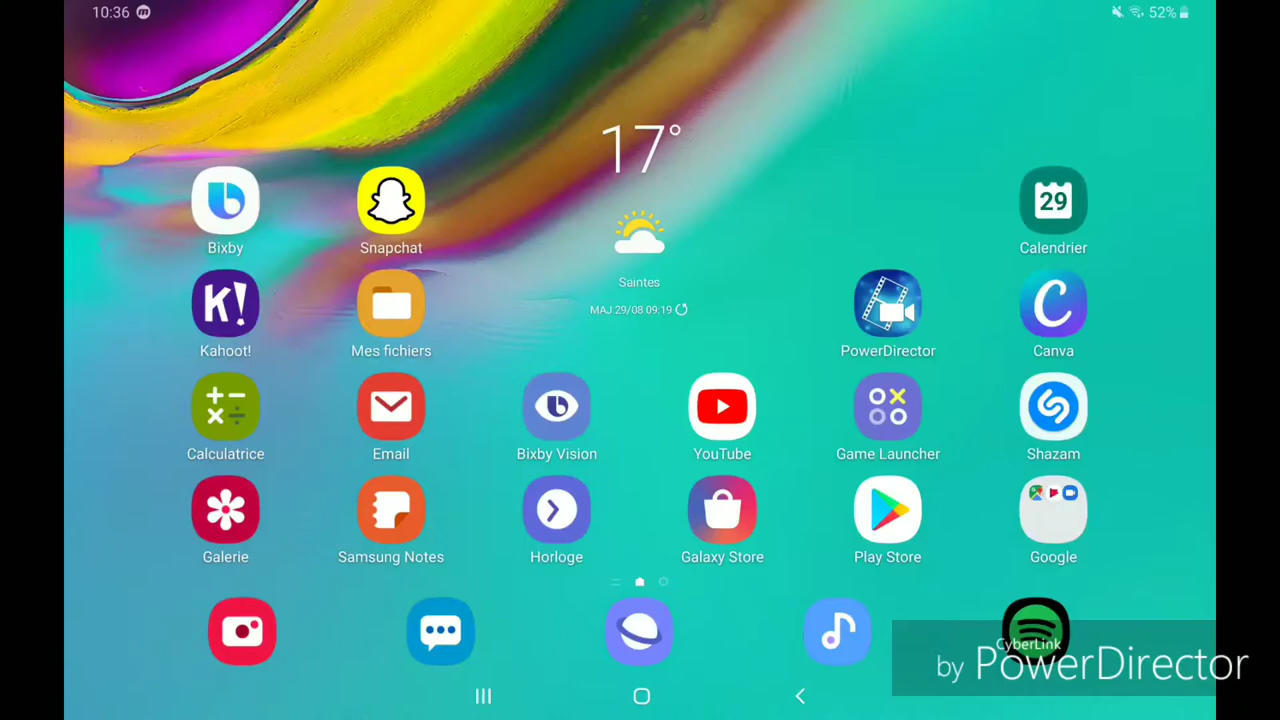 10:36
52%
17°
Bixby
Snapchat
29
Calendrier
Saintes
MAJ 29/08 09:19
K!
Kahoot!
Mes fichiers
PowerDirector
C
Canva
Calculatrice
Email
Bixby Vision
YouTube
Game Launcher
Shazam
Galerie
Samsung Notes
Horloge
Galaxy Store
Play Store
Google
CyberLink
by PowerDirector